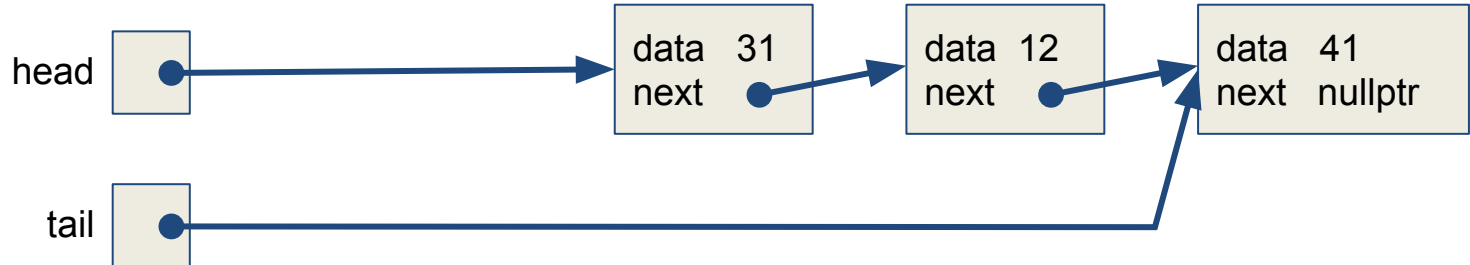 head
data 31
next
data 12
next
data 41
next nullptr
tail